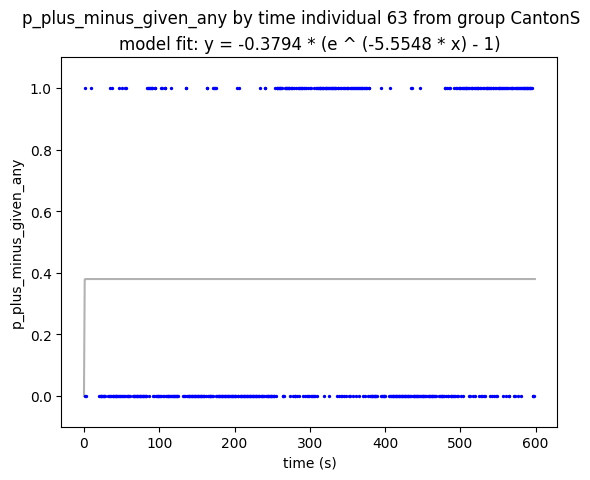 p_plus_minus_given_any by time individual 63 from group CantonS
model fit: y = -0.3794 * (e ^ (-5.5548 * x) - 1)
1.0
0.8
0.6
0.4
0.2
0.0
p_plus_minus_given_any
0 100 200 300 400 500 600
time (s)